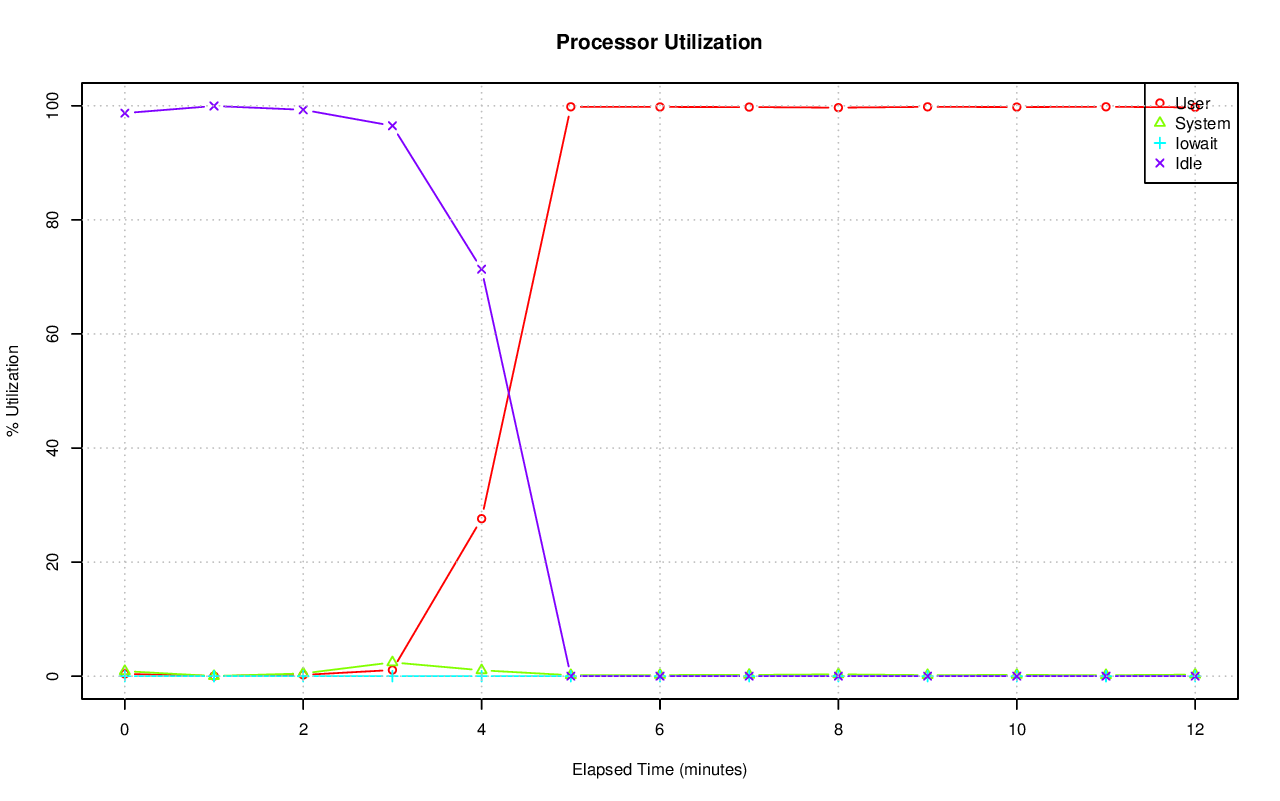 Processor Utilization
100
80
60
40
20
0
% Utilization
User
System
Iowait
Idle
0 2 4 6 8 10 12
Elapsed Time (minutes)